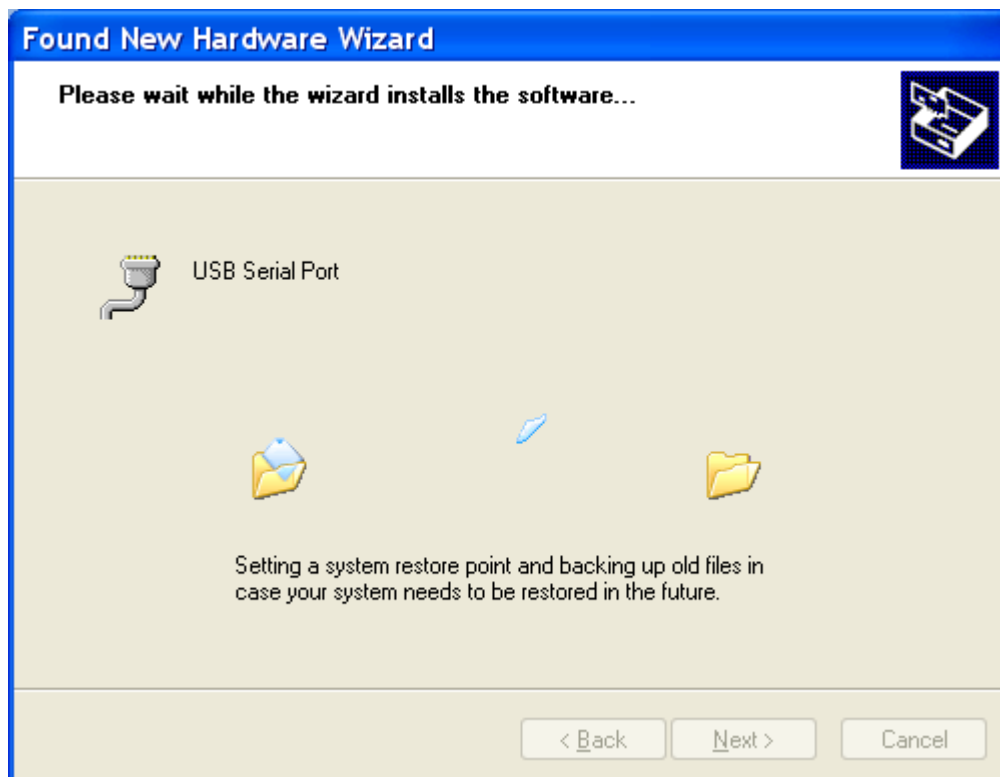 Found New Hardware Wizard
Please wait while the wizard installs the software...
USB Serial Port
Setting a system restore point and backing up old files in
case your system needs to be restored in the future.
< Back
Next >
Cancel